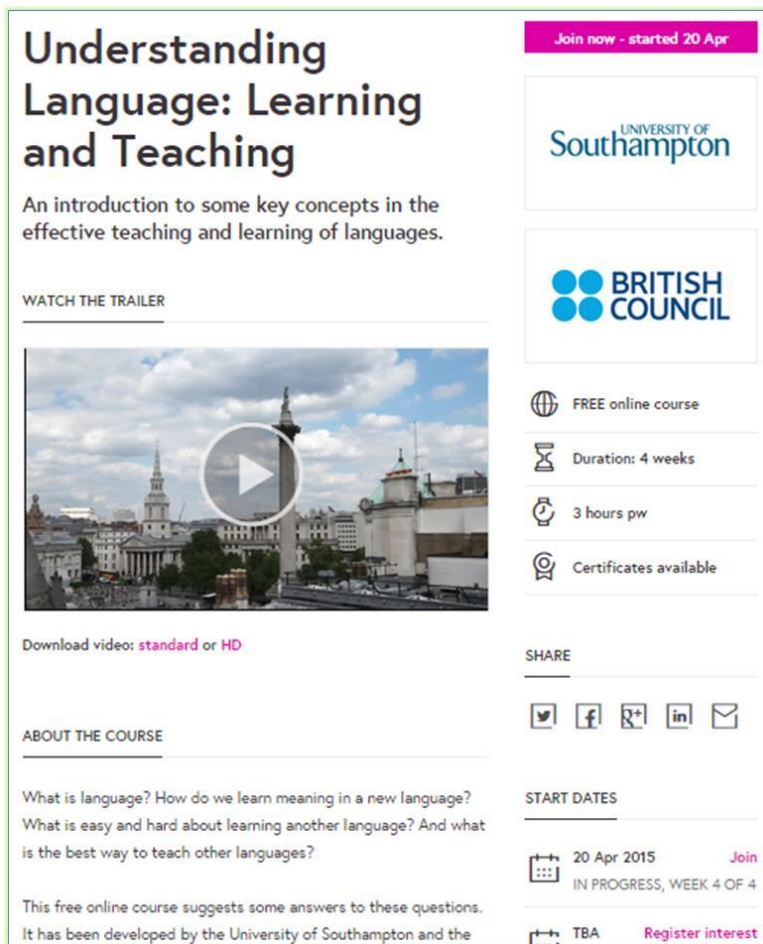 Understanding
Language: Learning
and Teaching
An introduction to some key concepts in the
effective teaching and learning of languages.
WATCH THE TRAILER
Download video: standard or HD
ABOUT THE COURSE
What is language? How do we learn meaning in a new language?
What is easy and hard about learning another language? And what
is the best way to teach other languages?
This free online course suggests some answers to these questions.
It has been developed by the University of Southampton and the
Join now - started 20 Apr
UNIVERSITY OF
Southampton
BRITISH
COUNCIL
FREE online course
Duration: 4 weeks
3 hours pw
Certificates available
SHARE
START DATES
20 Apr 2015 Join
IN PROGRESS, WEEK 4 OF 4
TBA Register interest